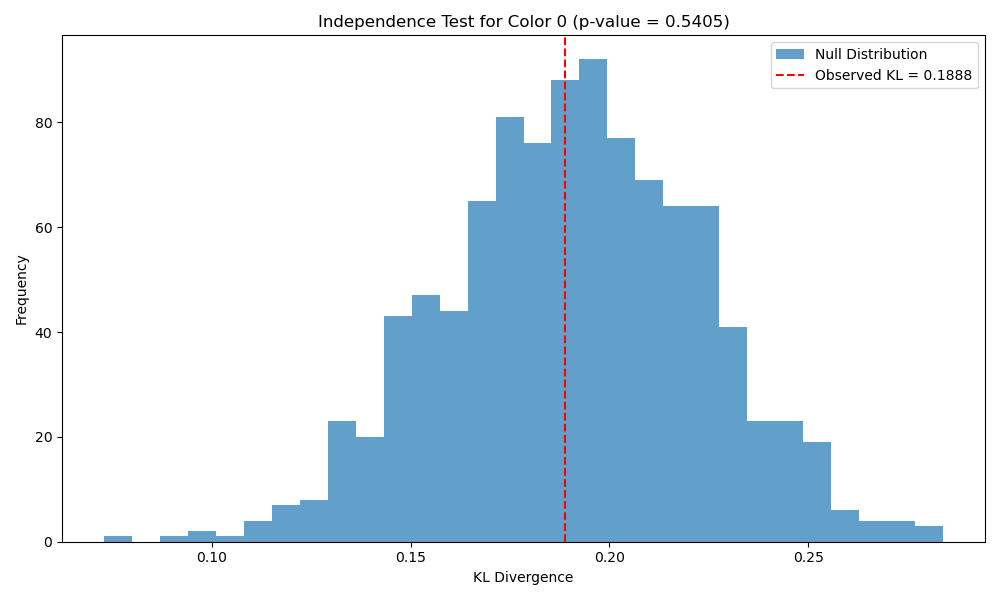 Independence Test for Color 0 (p-value = 0.5405)
Null Distribution
Observed KL = 0.1888
Frequency
80
60
40
20
0
0.10 0.15 0.20 0.25
KL Divergence